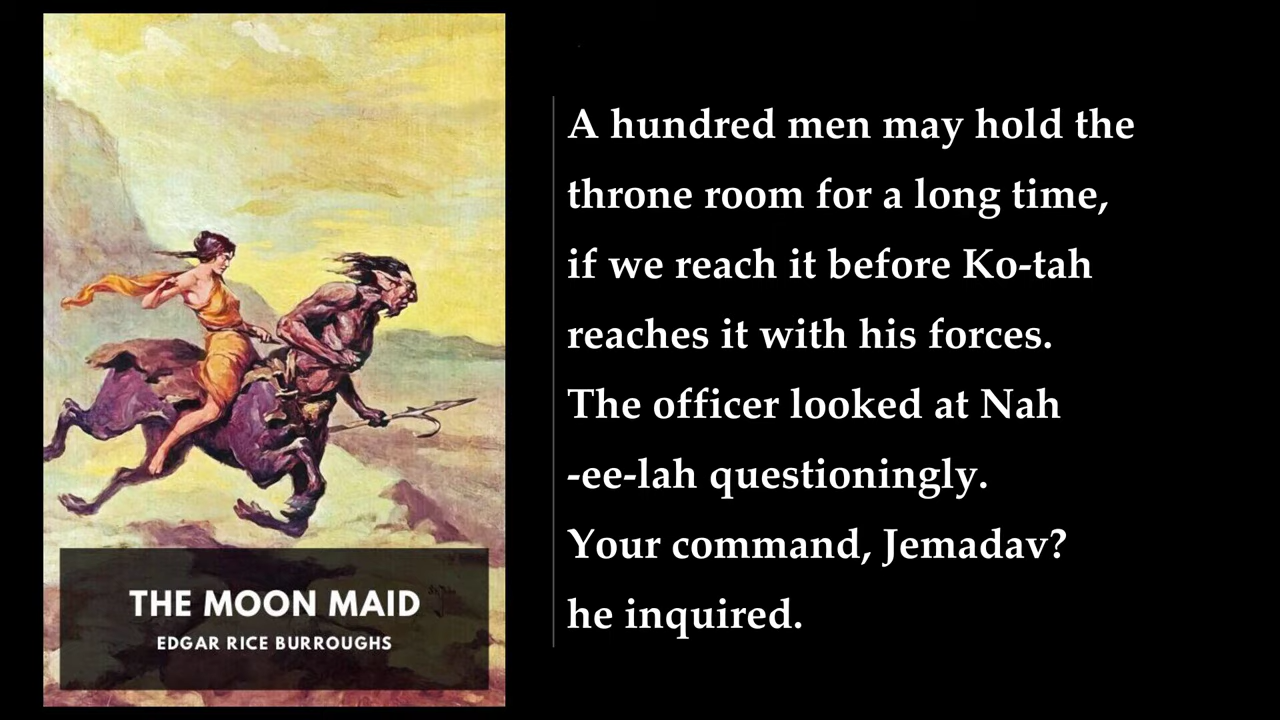 THE MOON MAID
EDGAR RICE BURROUGHS
A hundred men may hold the
throne room for a long time,
if we reach it before Ko-tah
reaches it with his forces.
The officer looked at Nah
-ee-lah questioningly.
Your command, Jemadav?
he inquired.